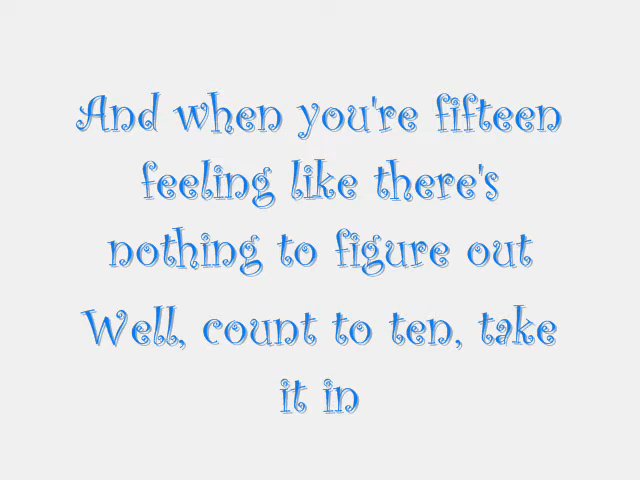 And when you're fifteen
feeling like there's
nothing to figure out
Well, count to ten, take
it in